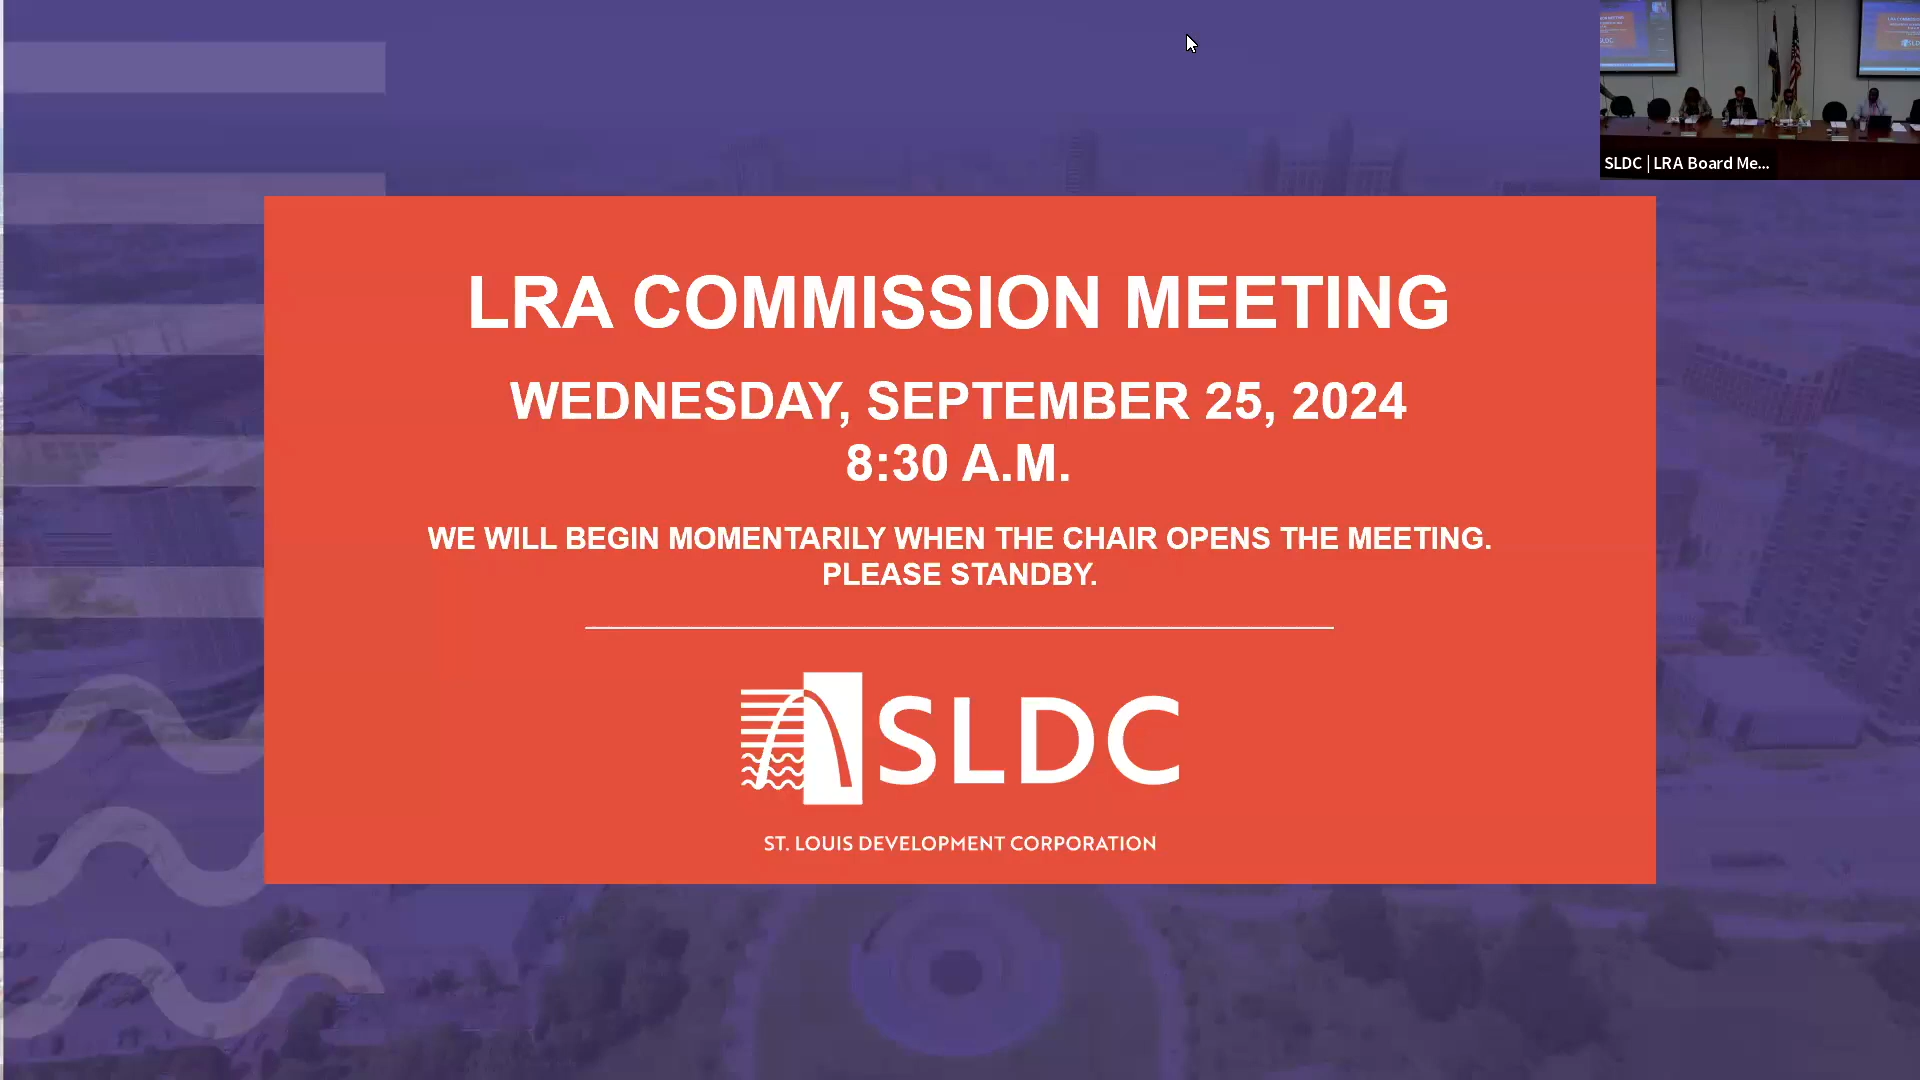 SLDC | LRA Board Me...
LRA COMMISSION MEETING
WEDNESDAY, SEPTEMBER 25, 2024
8:30 A.M.
WE WILL BEGIN MOMENTARILY WHEN THE CHAIR OPENS THE MEETING.
PLEASE STANDBY.
SLDC
ST. LOUIS DEVELOPMENT CORPORATION